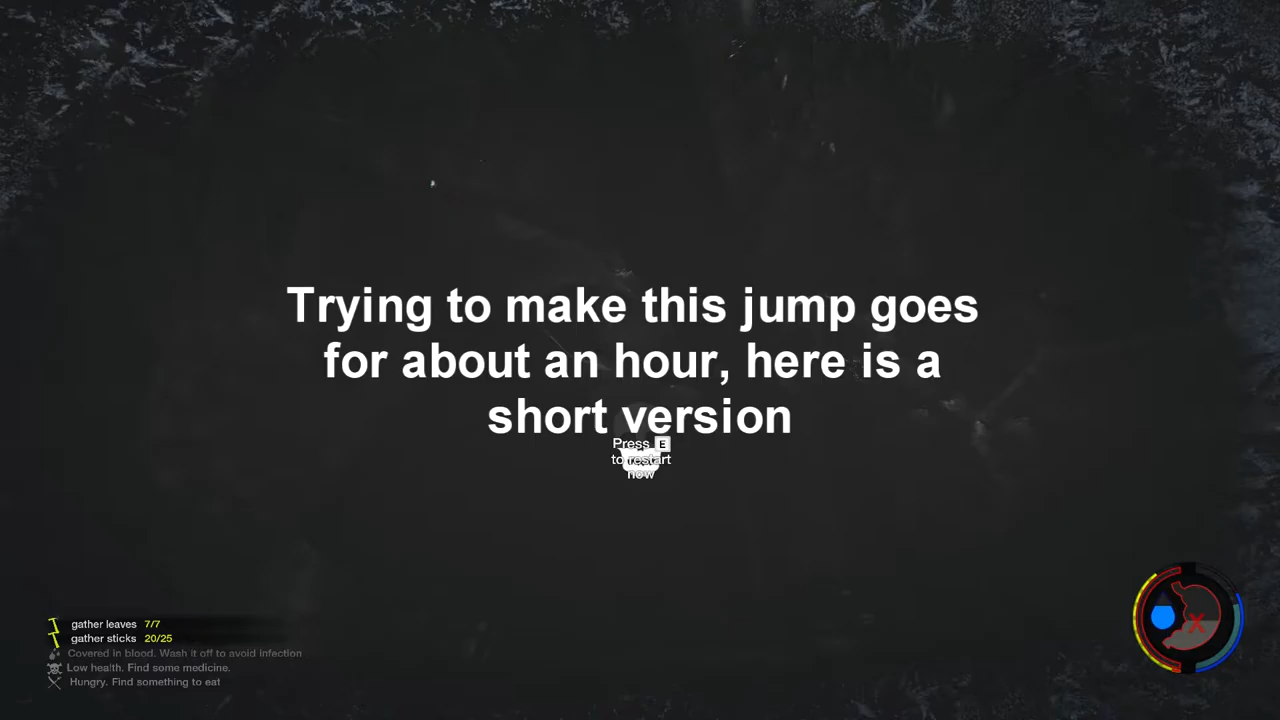 Trying to make this jump goes
for about an hour, here is a
short version
Press E
to restart
now
gather leaves 7/7
gather sticks 20/25
Covered in blood. Wash it off to avoid infection
Low health. Find some medicine.
Hungry. Find something to eat